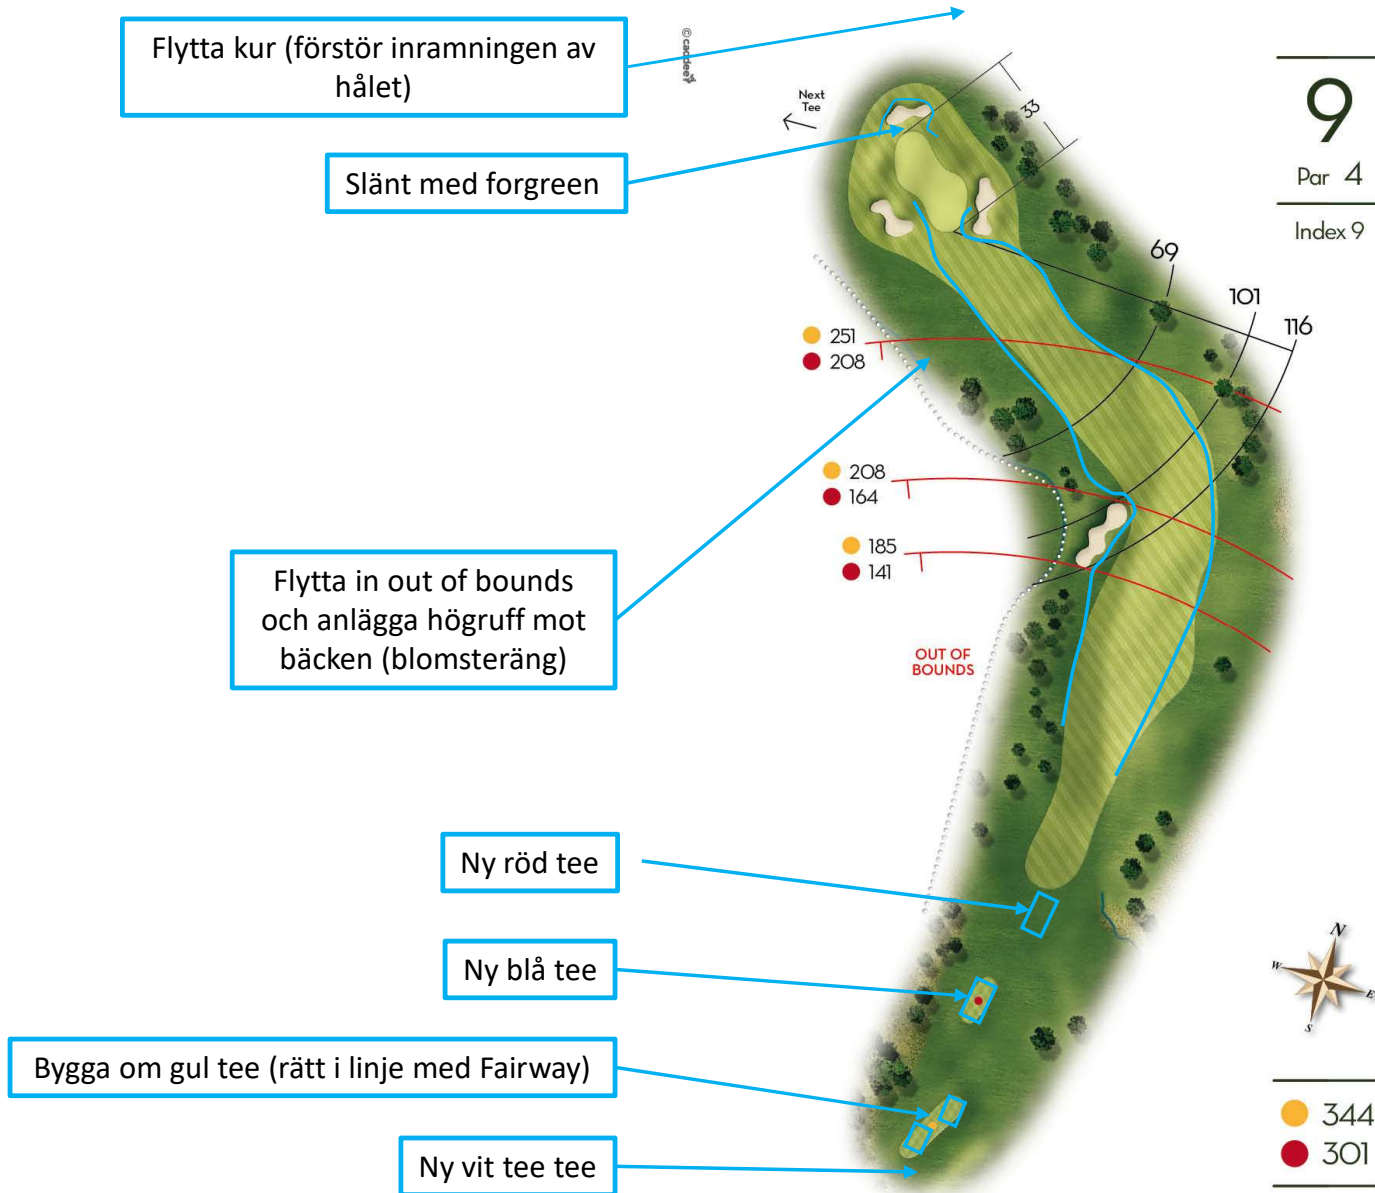 Flytta kur (förstör inramningen av
hålet)
© caddee
Next
Tee
33
9
Par 4
Index 9
Slänt med forgreen
69
101
116
251
208
208
164
185
141
Flytta in out of bounds
och anlägga högruff mot
bäcken (blomsteräng)
OUT OF
BOUNDS
Ny röd tee
Ny blå tee
N
W
E
S
Bygga om gul tee (rätt i linje med Fairway)
Ny vit tee tee
344
301